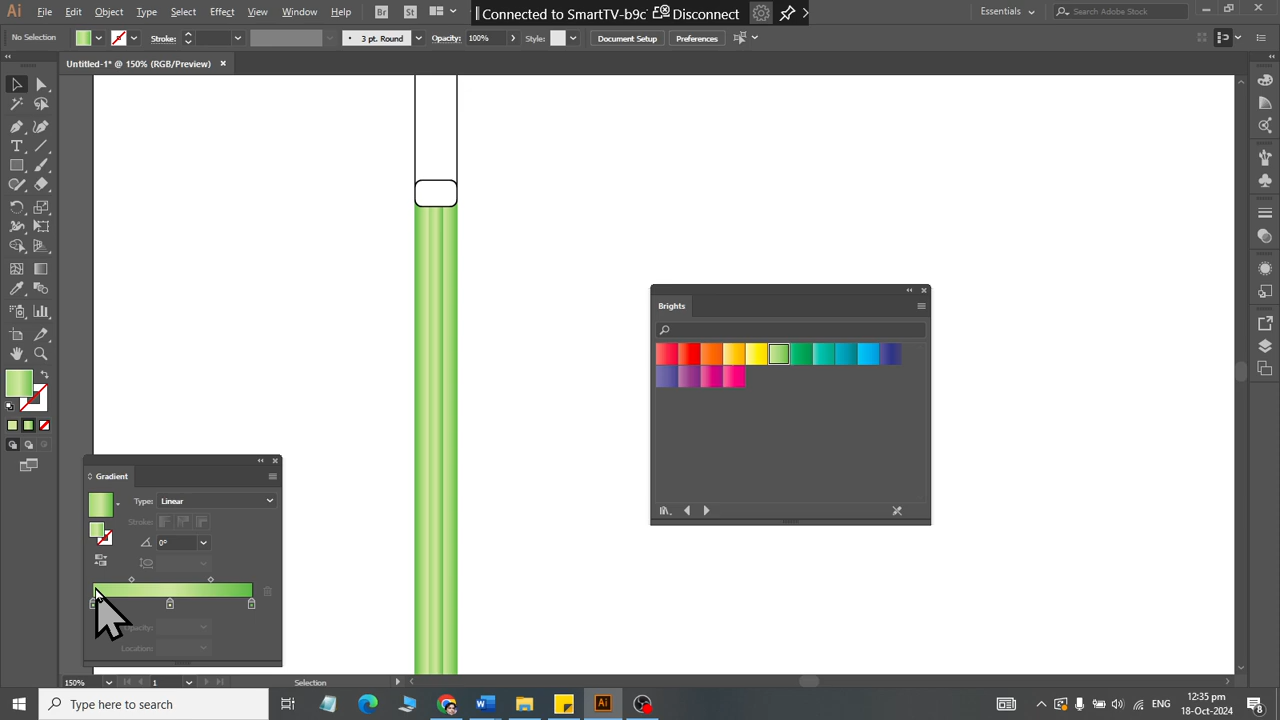 Ai File Edit Object Type Select Effect View Window Help Br St Connected to SmartTV-b9c Disconnect Essentials Search Adobe Stock
No Selection Stroke: 3 pt. Round Opacity: 100% Style: Document Setup Preferences
Untitled-1* @ 150% (RGB/Preview)
Brights
Gradient
Type: Linear
Stroke:
0°
Opacity:
Location:
150% 1 Selection
Type here to search
Ai
ENG
12:35 pm
18-Oct-2024
8